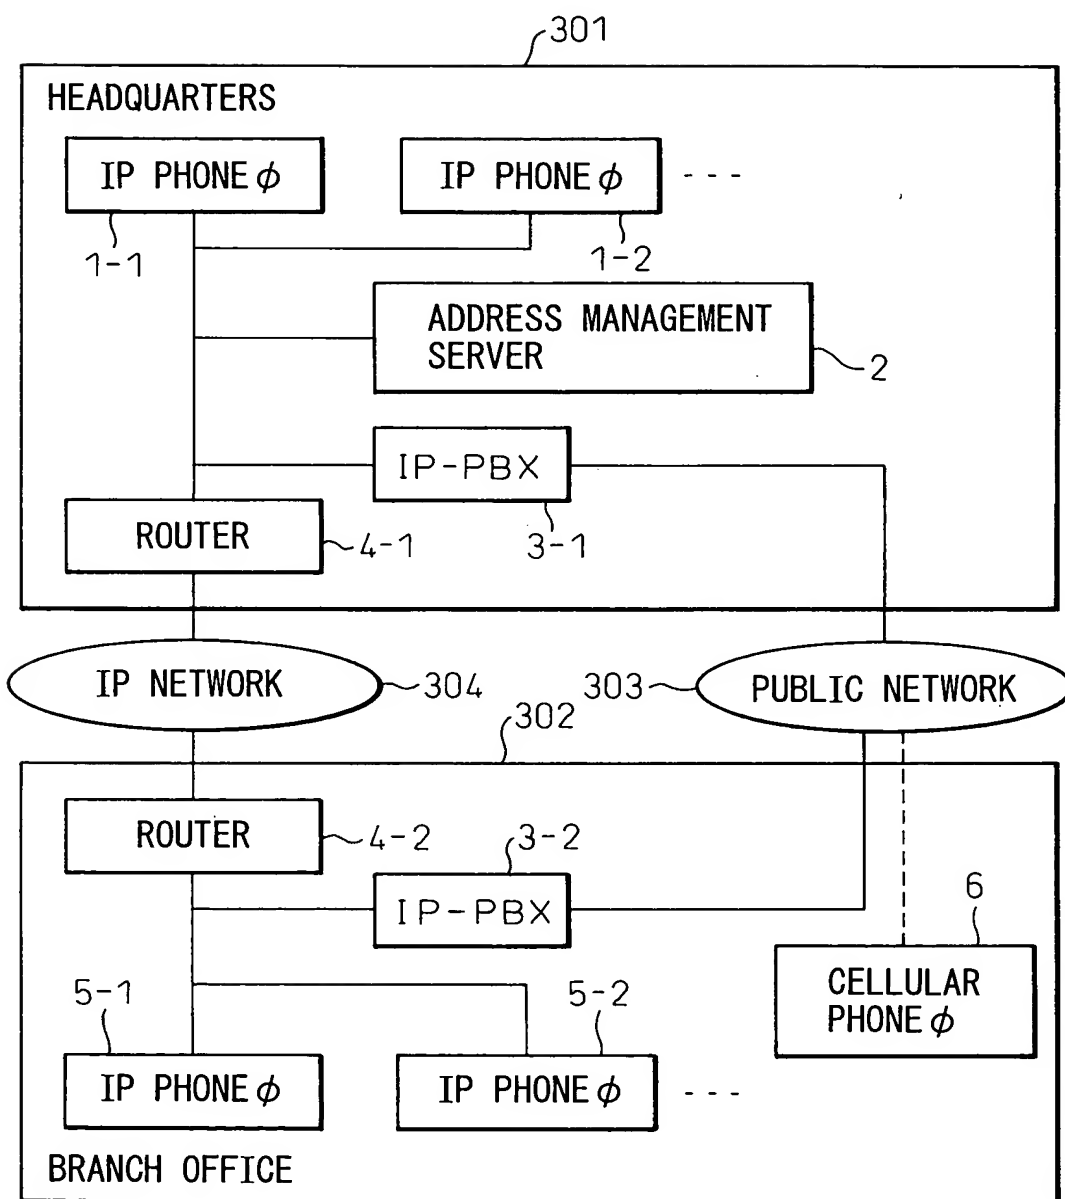 301
HEADQUARTERS
IP PHONE ϕ
IP PHONE ϕ
- - -
1-1
1-2
ADDRESS MANAGEMENT
SERVER
2
IP-PBX
ROUTER
4-1
3-1
IP NETWORK
304
303
PUBLIC NETWORK
302
ROUTER
4-2
3-2
IP-PBX
6
CELLULAR
PHONE ϕ
5-1
5-2
IP PHONE ϕ
IP PHONE ϕ
- - -
BRANCH OFFICE